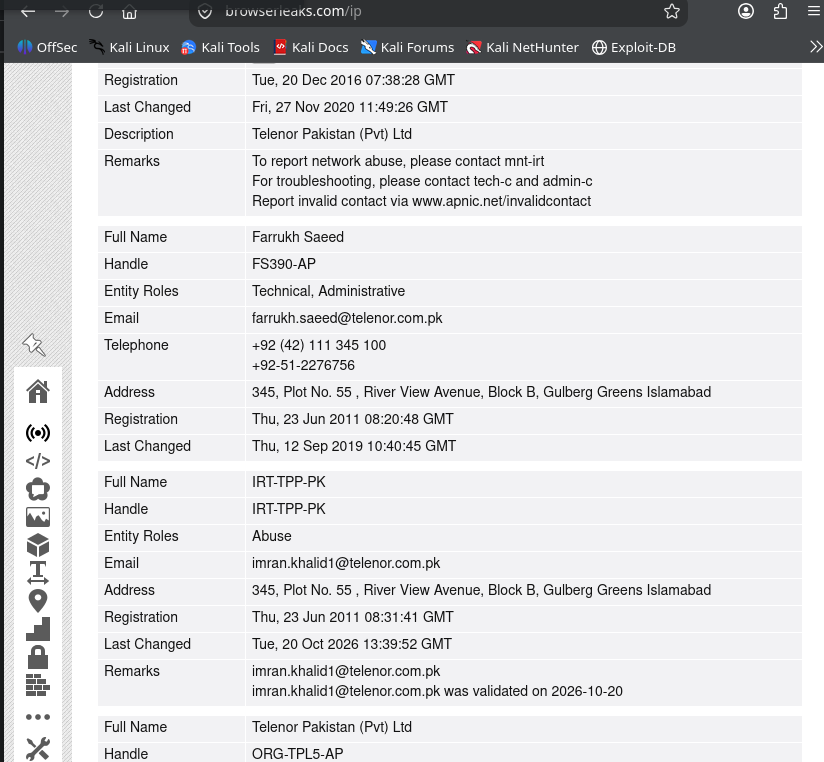 browserleaks.com/ip
OffSec Kali Linux Kali Tools Kali Docs Kali Forums Kali NetHunter Exploit-DB
Registration Tue, 20 Dec 2016 07:38:28 GMT
Last Changed Fri, 27 Nov 2020 11:49:26 GMT
Description Telenor Pakistan (Pvt) Ltd
Remarks To report network abuse, please contact mnt-irt
For troubleshooting, please contact tech-c and admin-c
Report invalid contact via www.apnic.net/invalidcontact
Full Name Farrukh Saeed
Handle FS390-AP
Entity Roles Technical, Administrative
Email farrukh.saeed@telenor.com.pk
Telephone +92 (42) 111 345 100
+92-51-2276756
Address 345, Plot No. 55 , River View Avenue, Block B, Gulberg Greens Islamabad
Registration Thu, 23 Jun 2011 08:20:48 GMT
Last Changed Thu, 12 Sep 2019 10:40:45 GMT
Full Name IRT-TPP-PK
Handle IRT-TPP-PK
Entity Roles Abuse
Email imran.khalid1@telenor.com.pk
Address 345, Plot No. 55 , River View Avenue, Block B, Gulberg Greens Islamabad
Registration Thu, 23 Jun 2011 08:31:41 GMT
Last Changed Tue, 20 Oct 2026 13:39:52 GMT
Remarks imran.khalid1@telenor.com.pk
imran.khalid1@telenor.com.pk was validated on 2026-10-20
Full Name Telenor Pakistan (Pvt) Ltd
Handle ORG-TPL5-AP